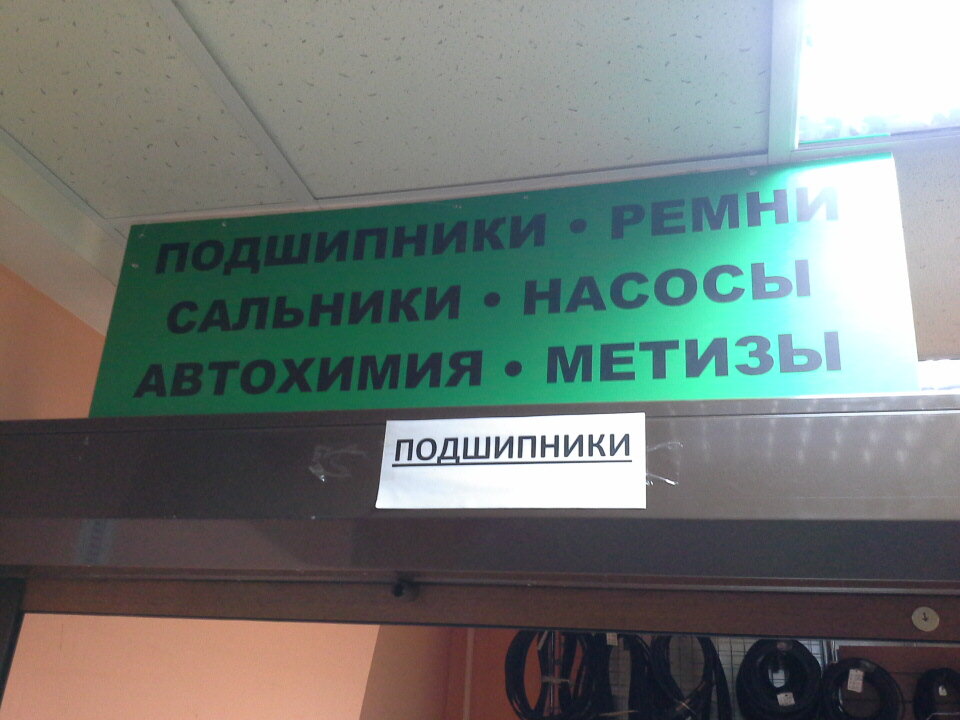 ПОДШИПНИКИ • РЕМНИ
САЛЬНИКИ • НАСОСЫ
АВТОХИМИЯ • МЕТИЗЫ
ПОДШИПНИКИ